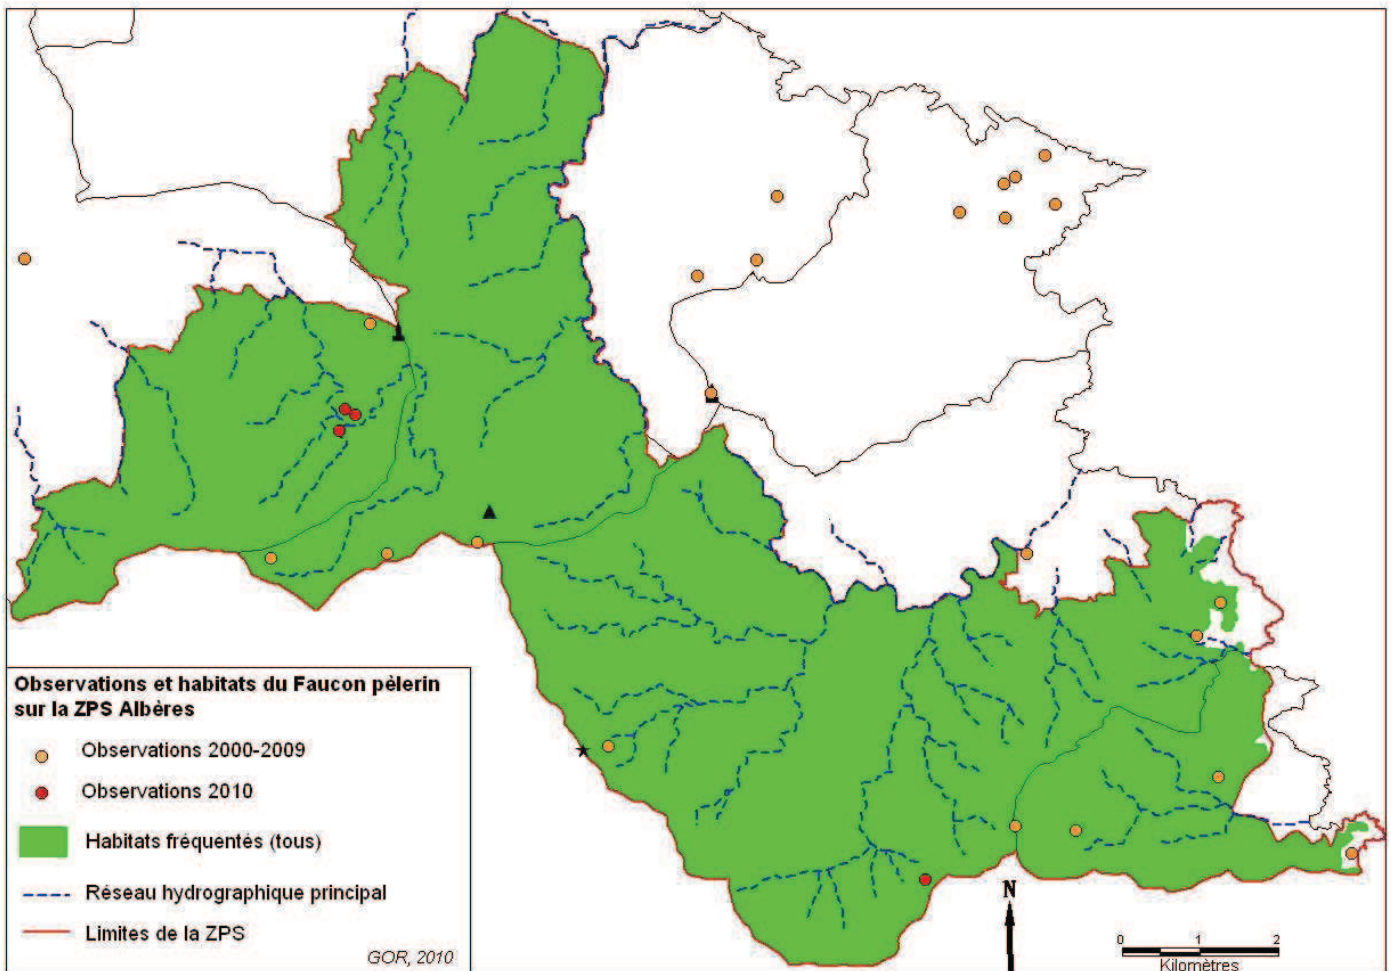 Observations et habitats du Faucon pèlerin
sur la ZPS Albères
Observations 2000-2009
Observations 2010
Habitats fréquentés (tous)
Réseau hydrographique principal
Limites de la ZPS
GOR, 2010
N
0 1 2
Kilomètres